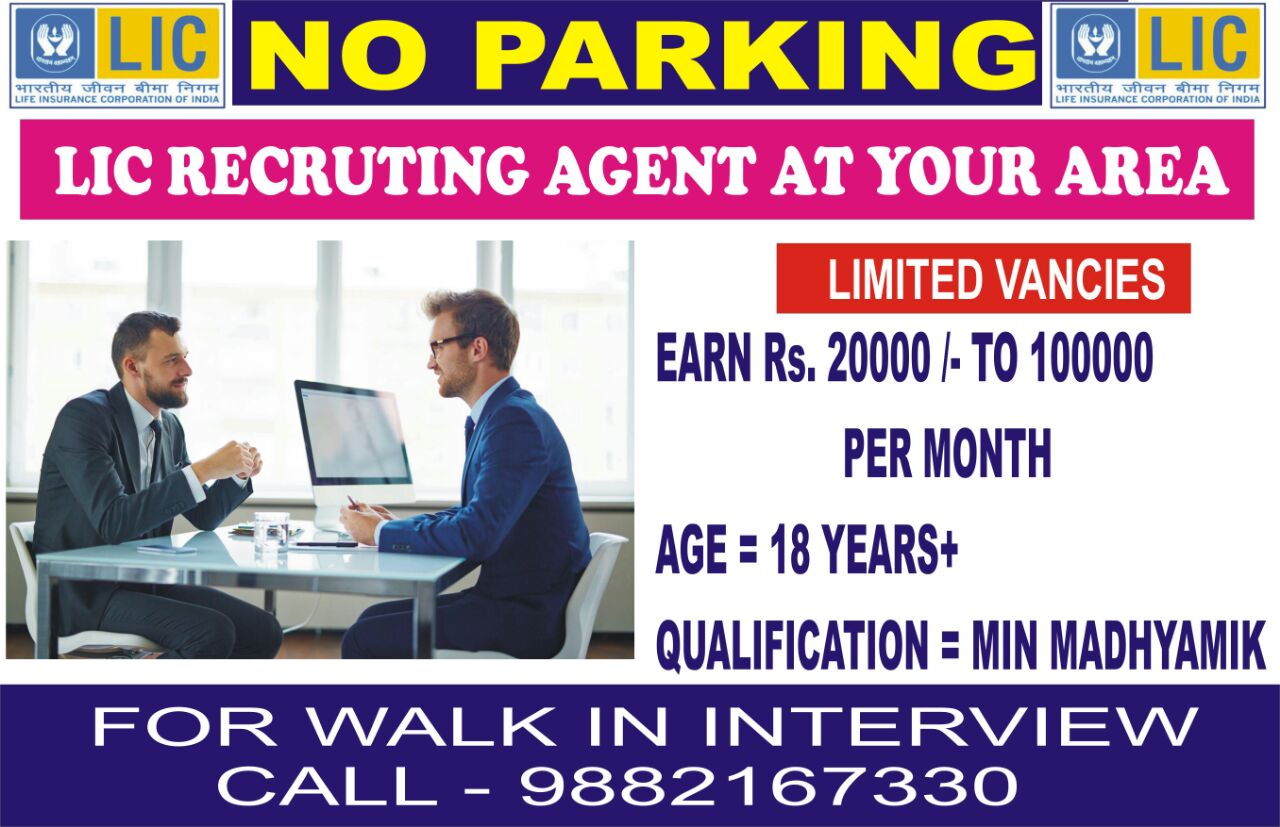 LIC
भारतीय जीवन बीमा निगम
LIFE INSURANCE CORPORATION OF INDIA
NO PARKING
LIC
भारतीय जीवन बीमा निगम
LIFE INSURANCE CORPORATION OF INDIA
LIC RECRUTING AGENT AT YOUR AREA
LIMITED VANCIES
EARN Rs. 20000 /- TO 100000
PER MONTH
AGE = 18 YEARS+
QUALIFICATION = MIN MADHYAMIK
FOR WALK IN INTERVIEW
CALL - 9882167330